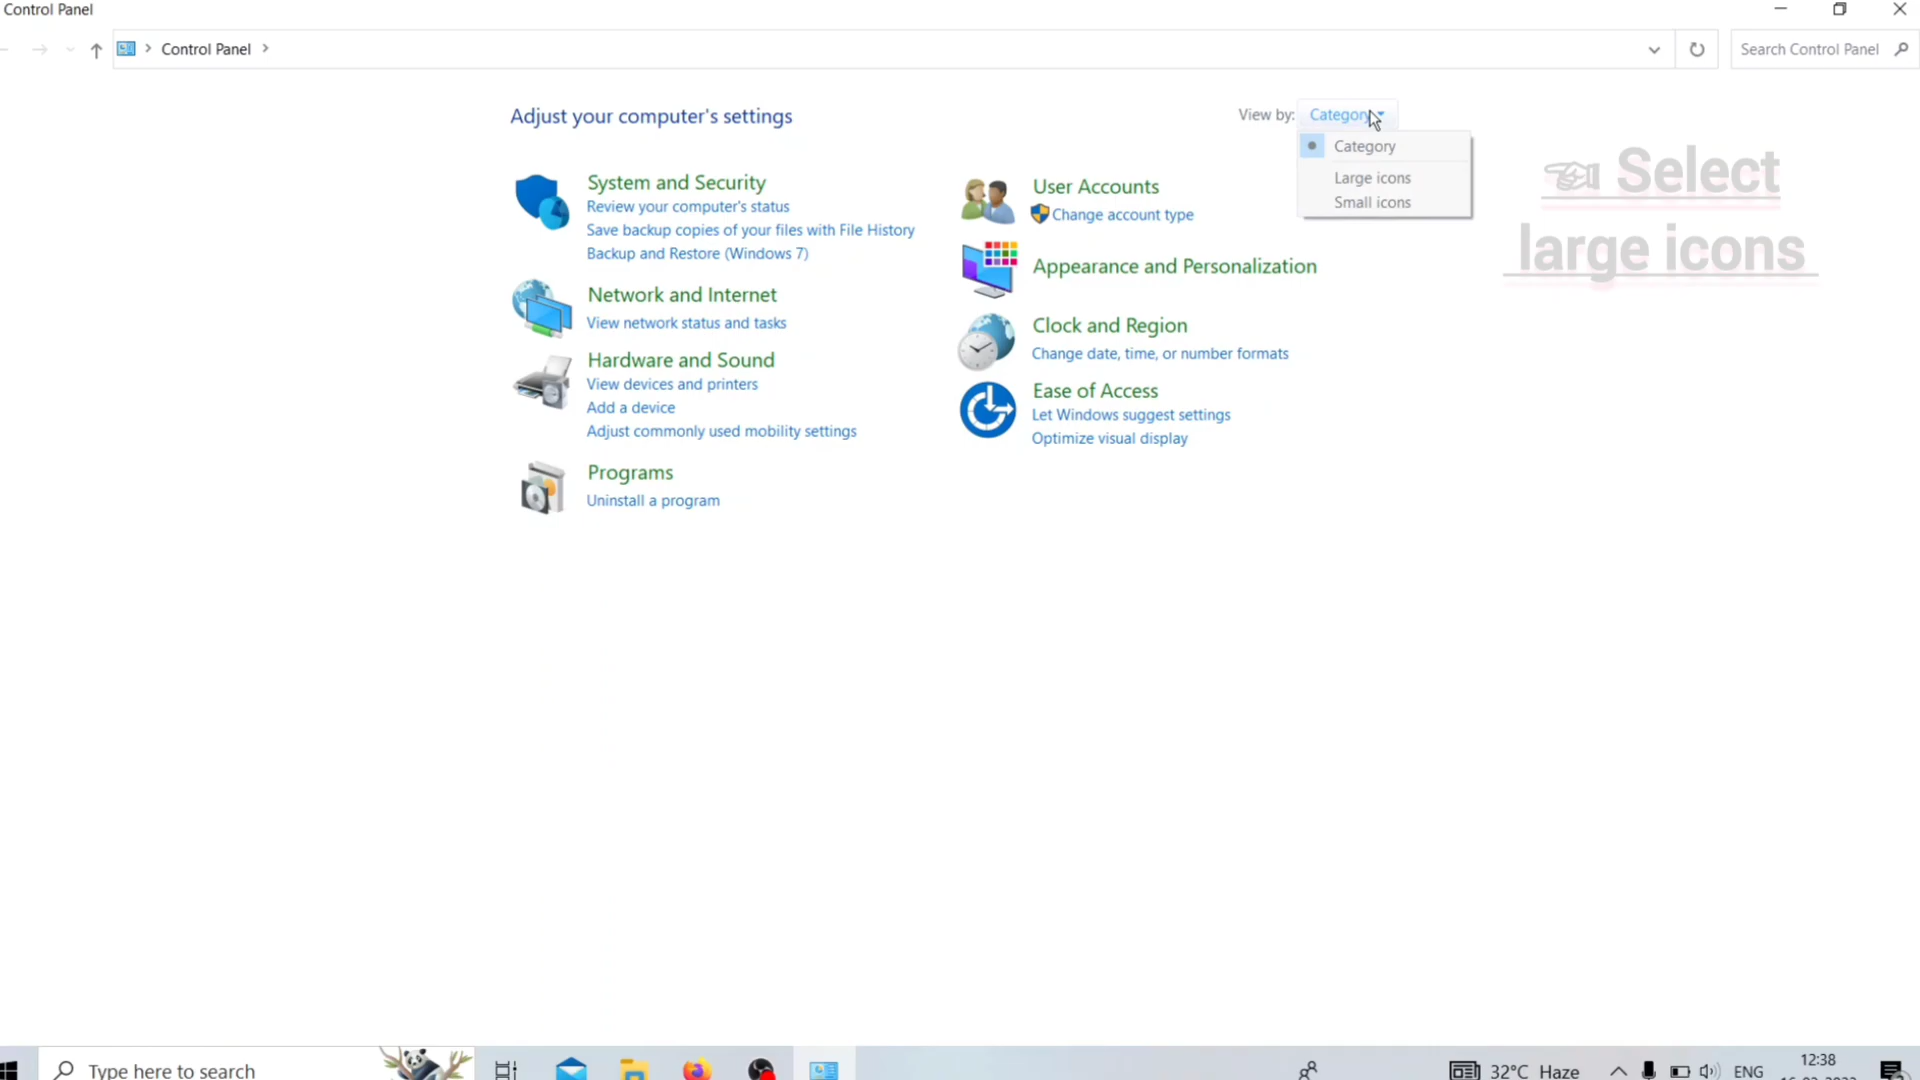 Control Panel
Control Panel
Search Control Panel
Adjust your computer's settings
View by:
Category
Category
Large icons
Small icons
Select
large icons
System and Security
Review your computer's status
Save backup copies of your files with File History
Backup and Restore (Windows 7)
Network and Internet
View network status and tasks
Hardware and Sound
View devices and printers
Add a device
Adjust commonly used mobility settings
Programs
Uninstall a program
User Accounts
Change account type
Appearance and Personalization
Clock and Region
Change date, time, or number formats
Ease of Access
Let Windows suggest settings
Optimize visual display
Type here to search
32°C Haze
ENG
12:38